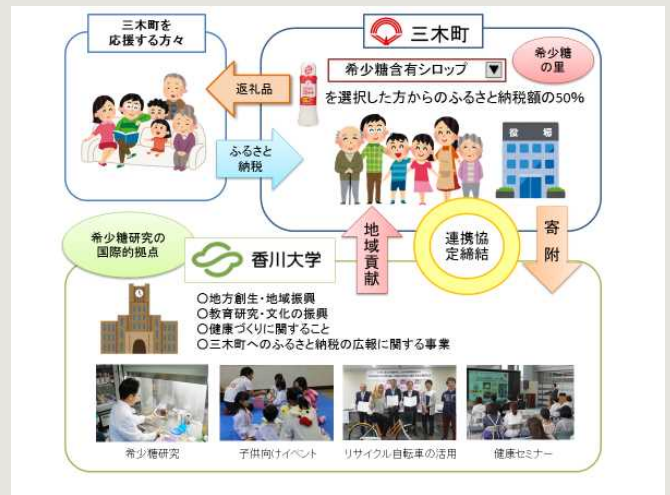 三木町を
応援する方々
三木町
希少糖
の里
希少糖含有シロップ ▼
返礼品
を選択した方からのふるさと納税額の50%
役場
ふるさと
納税
希少糖研究の
国際的拠点
香川大学
地域貢献
連携協
定締結
寄附
○地方創生・地域振興
○教育研究・文化の振興
○健康づくりに関すること
○三木町へのふるさと納税の広報に関する事業
希少糖研究
子供向けイベント
リサイクル自転車の活用
健康セミナー